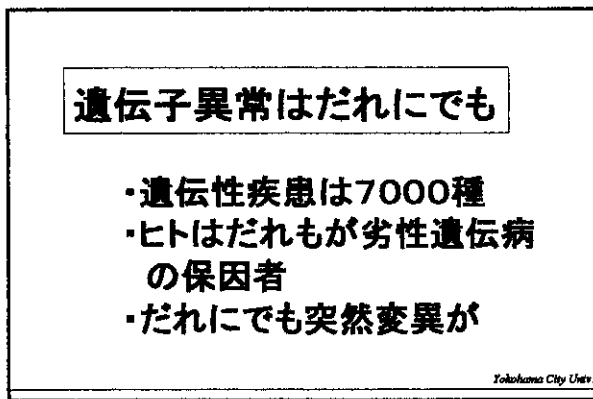 遺伝子異常はだれにでも
・遺伝性疾患は7000種
・ヒトはだれもが劣性遺伝病
の保因者
・だれにでも突然変異が
Yokohama City Univ.